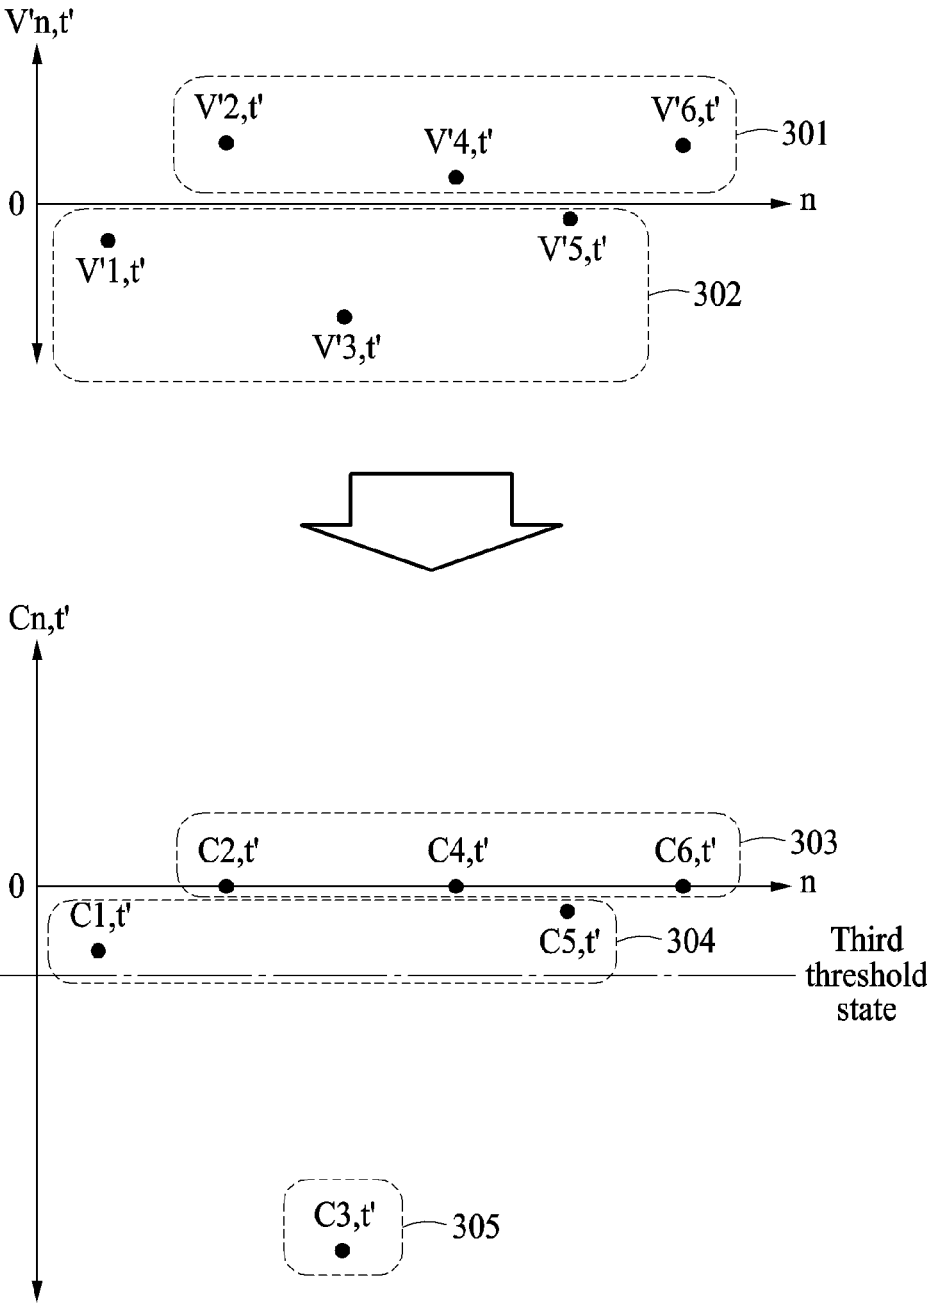 V'n,t'
V'2,t'
V'4,t'
V'6,t'
301
0
n
V'1,t'
V'5,t'
302
V'3,t'
Cn,t'
303
C2,t'
C4,t'
C6,t'
0
n
C1,t'
C5,t'
304
Third
threshold
state
C3,t'
305